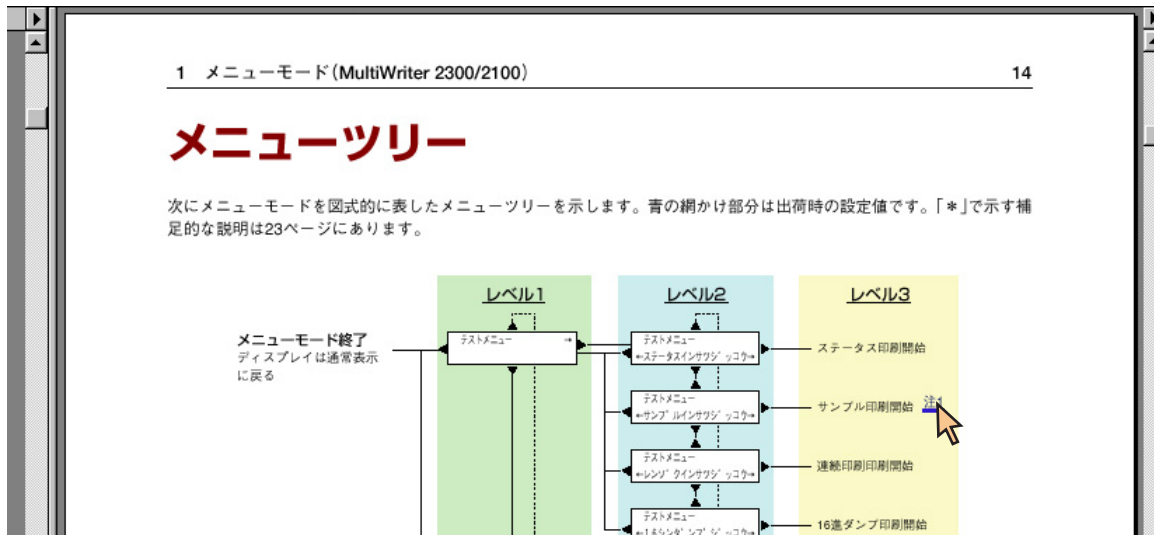 1 メニューモード(MultiWriter 2300/2100) 14
メニューツリー
次にメニューモードを図式的に表したメニューツリーを示します。青の網かけ部分は出荷時の設定値です。「*」で示す補
足的な説明は23ページにあります。
レベル1 レベル2 レベル3
メニューモード終了
ディスプレイは通常表示
に戻る
テストメニュー →
テストメニュー
←ステータスインサツジッコウ→
ステータス印刷開始
テストメニュー
←サンプルインサツジッコウ→
サンプル印刷開始 注1
テストメニュー
←レンゾクインサツジッコウ→
連続印刷印刷開始
テストメニュー
←16シンダンプジッコウ→
16進ダンプ印刷開始